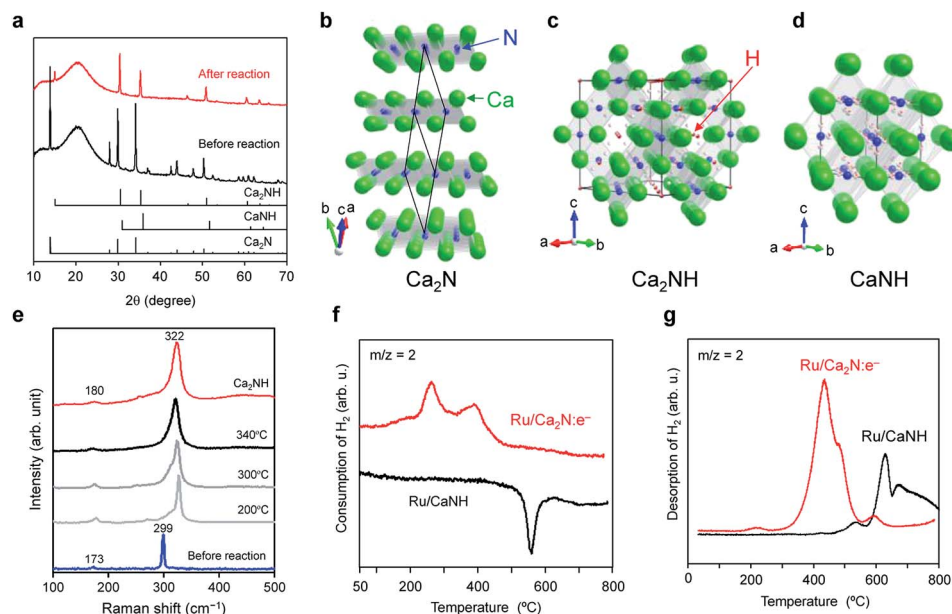 a
After reaction
Before reaction
Ca₂NH
CaNH
Ca₂N
10 20 30 40 50 60 70
2θ (degree)
b
N
Ca
b c a
Ca₂N
c
H
c
a b
Ca₂NH
d
c
a b
CaNH
e
Intensity (arb. unit)
322
180
Ca₂NH
340°C
300°C
200°C
299
173
Before reaction
100 200 300 400 500
Raman shift (cm⁻¹)
f
Consumption of H₂ (arb. u.)
m/z = 2
Ru/Ca₂N:e⁻
Ru/CaNH
50 200 400 600 800
Temperature (ºC)
g
Desorption of H₂ (arb. u.)
m/z = 2
Ru/Ca₂N:e⁻
Ru/CaNH
0 200 400 600 800
Temperature (ºC)